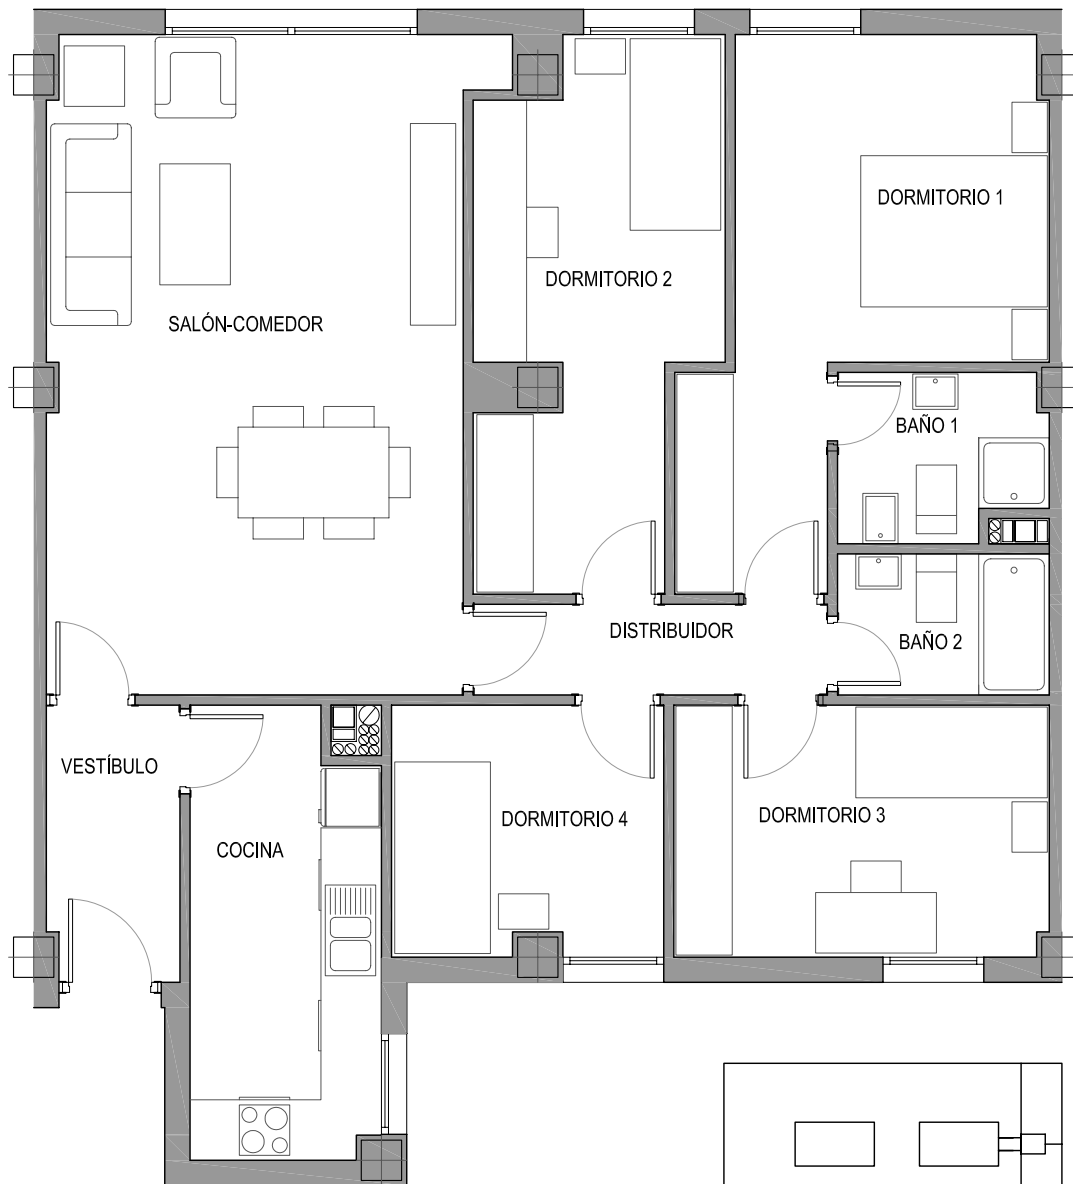 DORMITORIO 1
DORMITORIO 2
SALÓN-COMEDOR
BAÑO 1
DISTRIBUIDOR
BAÑO 2
VESTÍBULO
DORMITORIO 3
DORMITORIO 4
COCINA